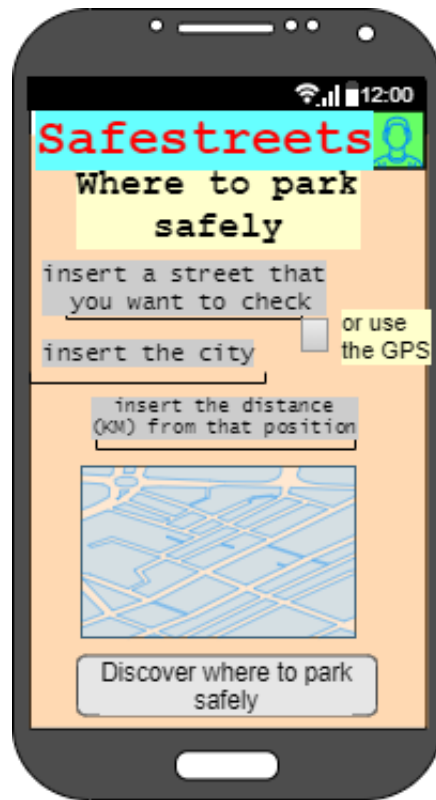 12:00
Safestreets
Where to park
safely
insert a street that
you want to check
or use
the GPS
insert the city
insert the distance
(KM) from that position
Discover where to park
safely